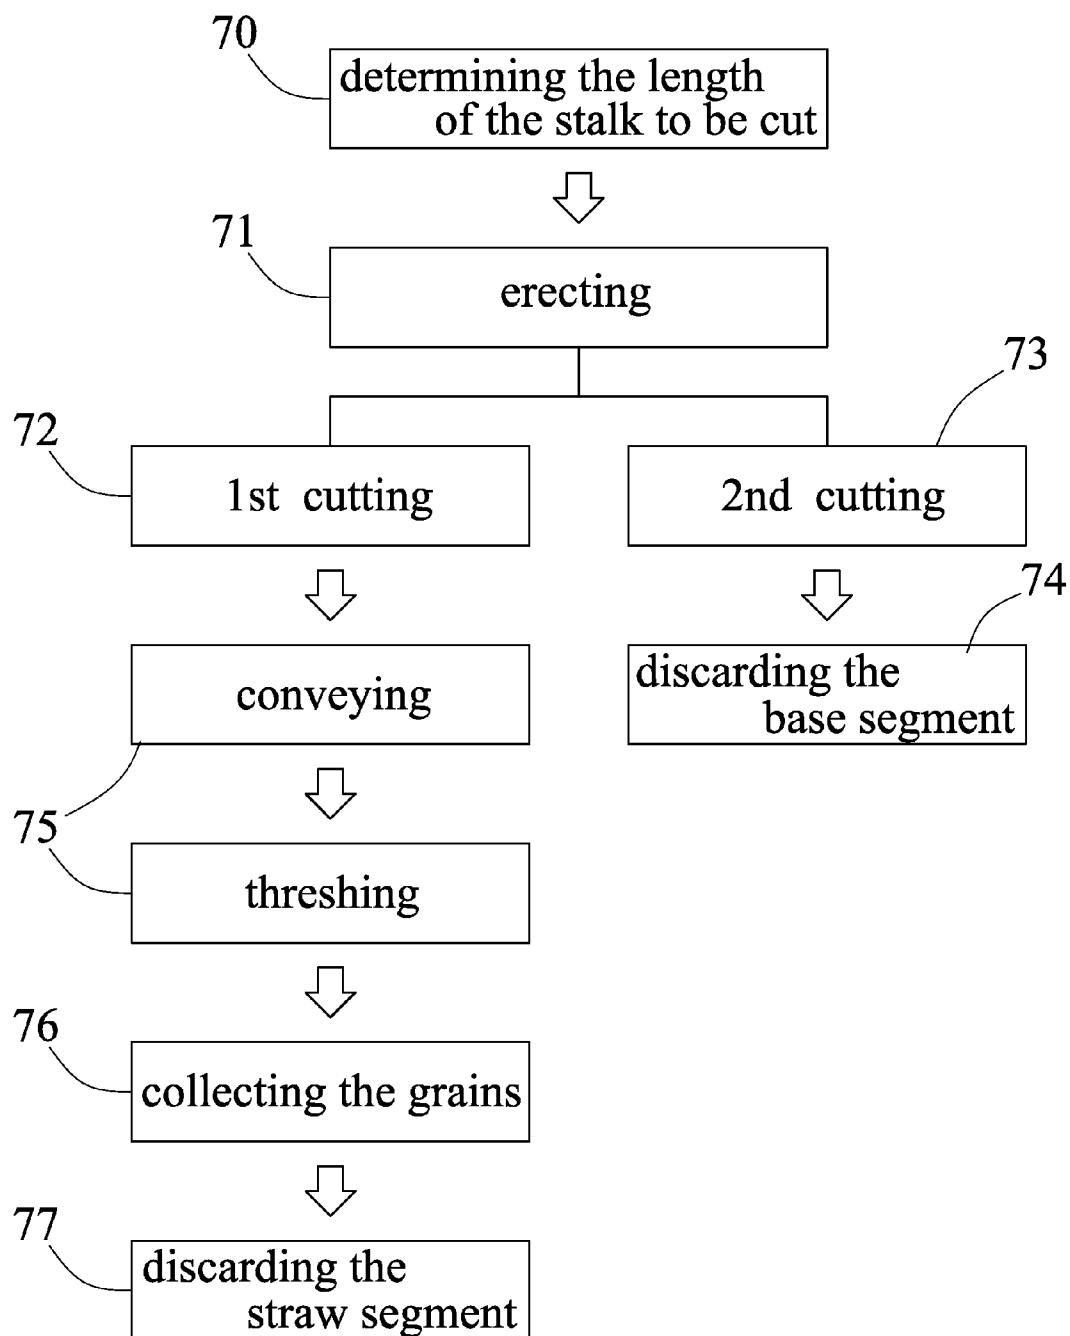 70
determining the length
of the stalk to be cut
71
erecting
73
72
1st cutting
2nd cutting
74
conveying
discarding the
base segment
75
threshing
76
collecting the grains
77
discarding the
straw segment